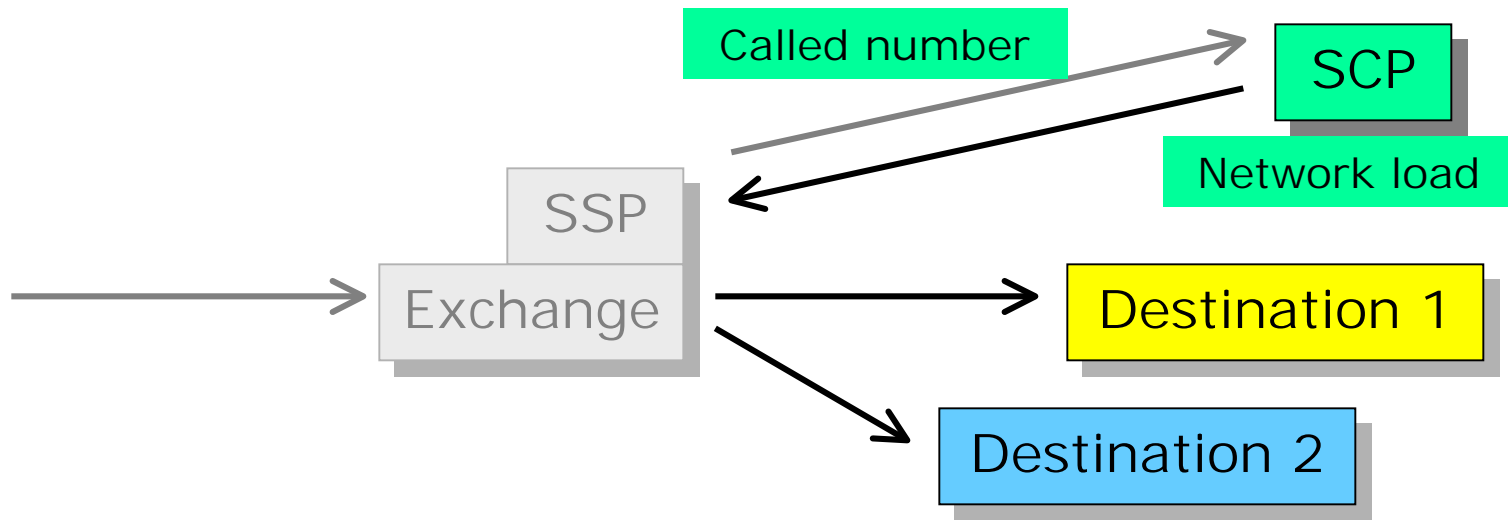 Called number
SCP
Network load
SSP
Exchange
Destination 1
Destination 2